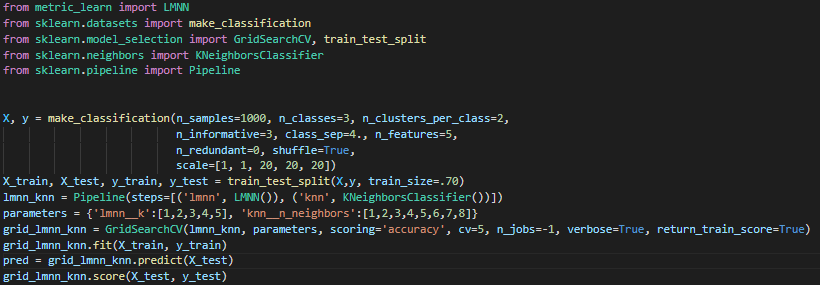 from metric_learn import LMNN
from sklearn.datasets import make_classification
from sklearn.model_selection import GridSearchCV, train_test_split
from sklearn.neighbors import KNeighborsClassifier
from sklearn.pipeline import Pipeline
X, y = make_classification(n_samples=1000, n_classes=3, n_clusters_per_class=2,
n_informative=3, class_sep=4., n_features=5,
n_redundant=0, shuffle=True,
scale=[1, 1, 20, 20, 20])
X_train, X_test, y_train, y_test = train_test_split(X,y, train_size=.70)
lmnn_knn = Pipeline(steps=[('lmnn', LMNN()), ('knn', KNeighborsClassifier())])
parameters = {'lmnn__k':[1,2,3,4,5], 'knn__n_neighbors':[1,2,3,4,5,6,7,8]}
grid_lmnn_knn = GridSearchCV(lmnn_knn, parameters, scoring='accuracy', cv=5, n_jobs=-1, verbose=True, return_train_score=True)
grid_lmnn_knn.fit(X_train, y_train)
pred = grid_lmnn_knn.predict(X_test)
grid_lmnn_knn.score(X_test, y_test)